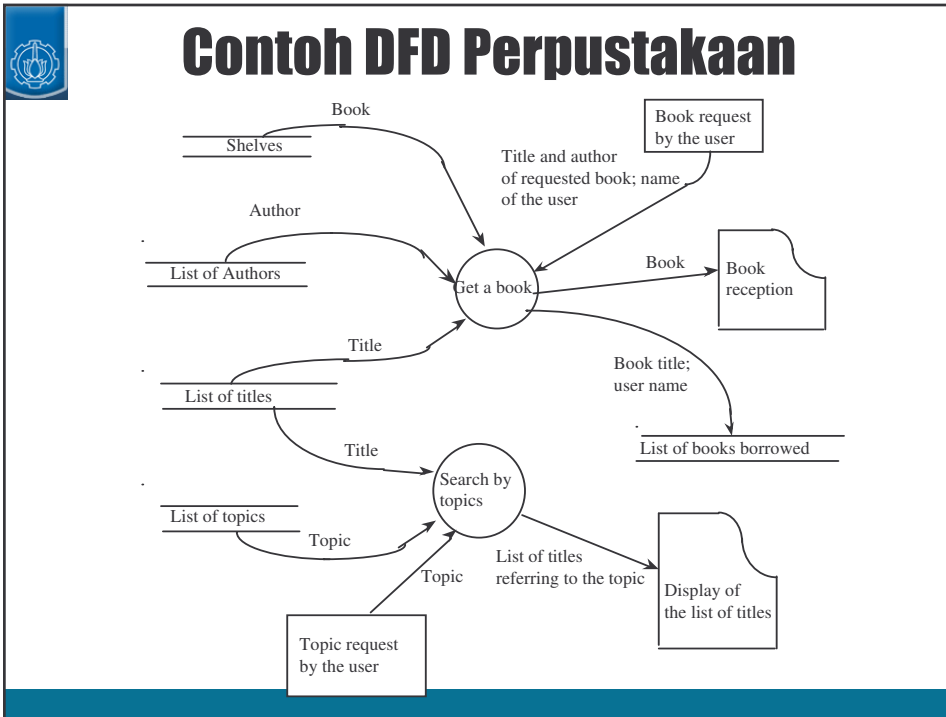 Contoh DFD Perpustakaan
Book
Shelves
Book request
by the user
Title and author
of requested book; name
of the user
Author
List of Authors
Get a book
Book
Book
reception
Title
List of titles
Book title;
user name
List of books borrowed
Title
Search by
topics
List of topics
Topic
List of titles
referring to the topic
Topic
Display of
the list of titles
Topic request
by the user